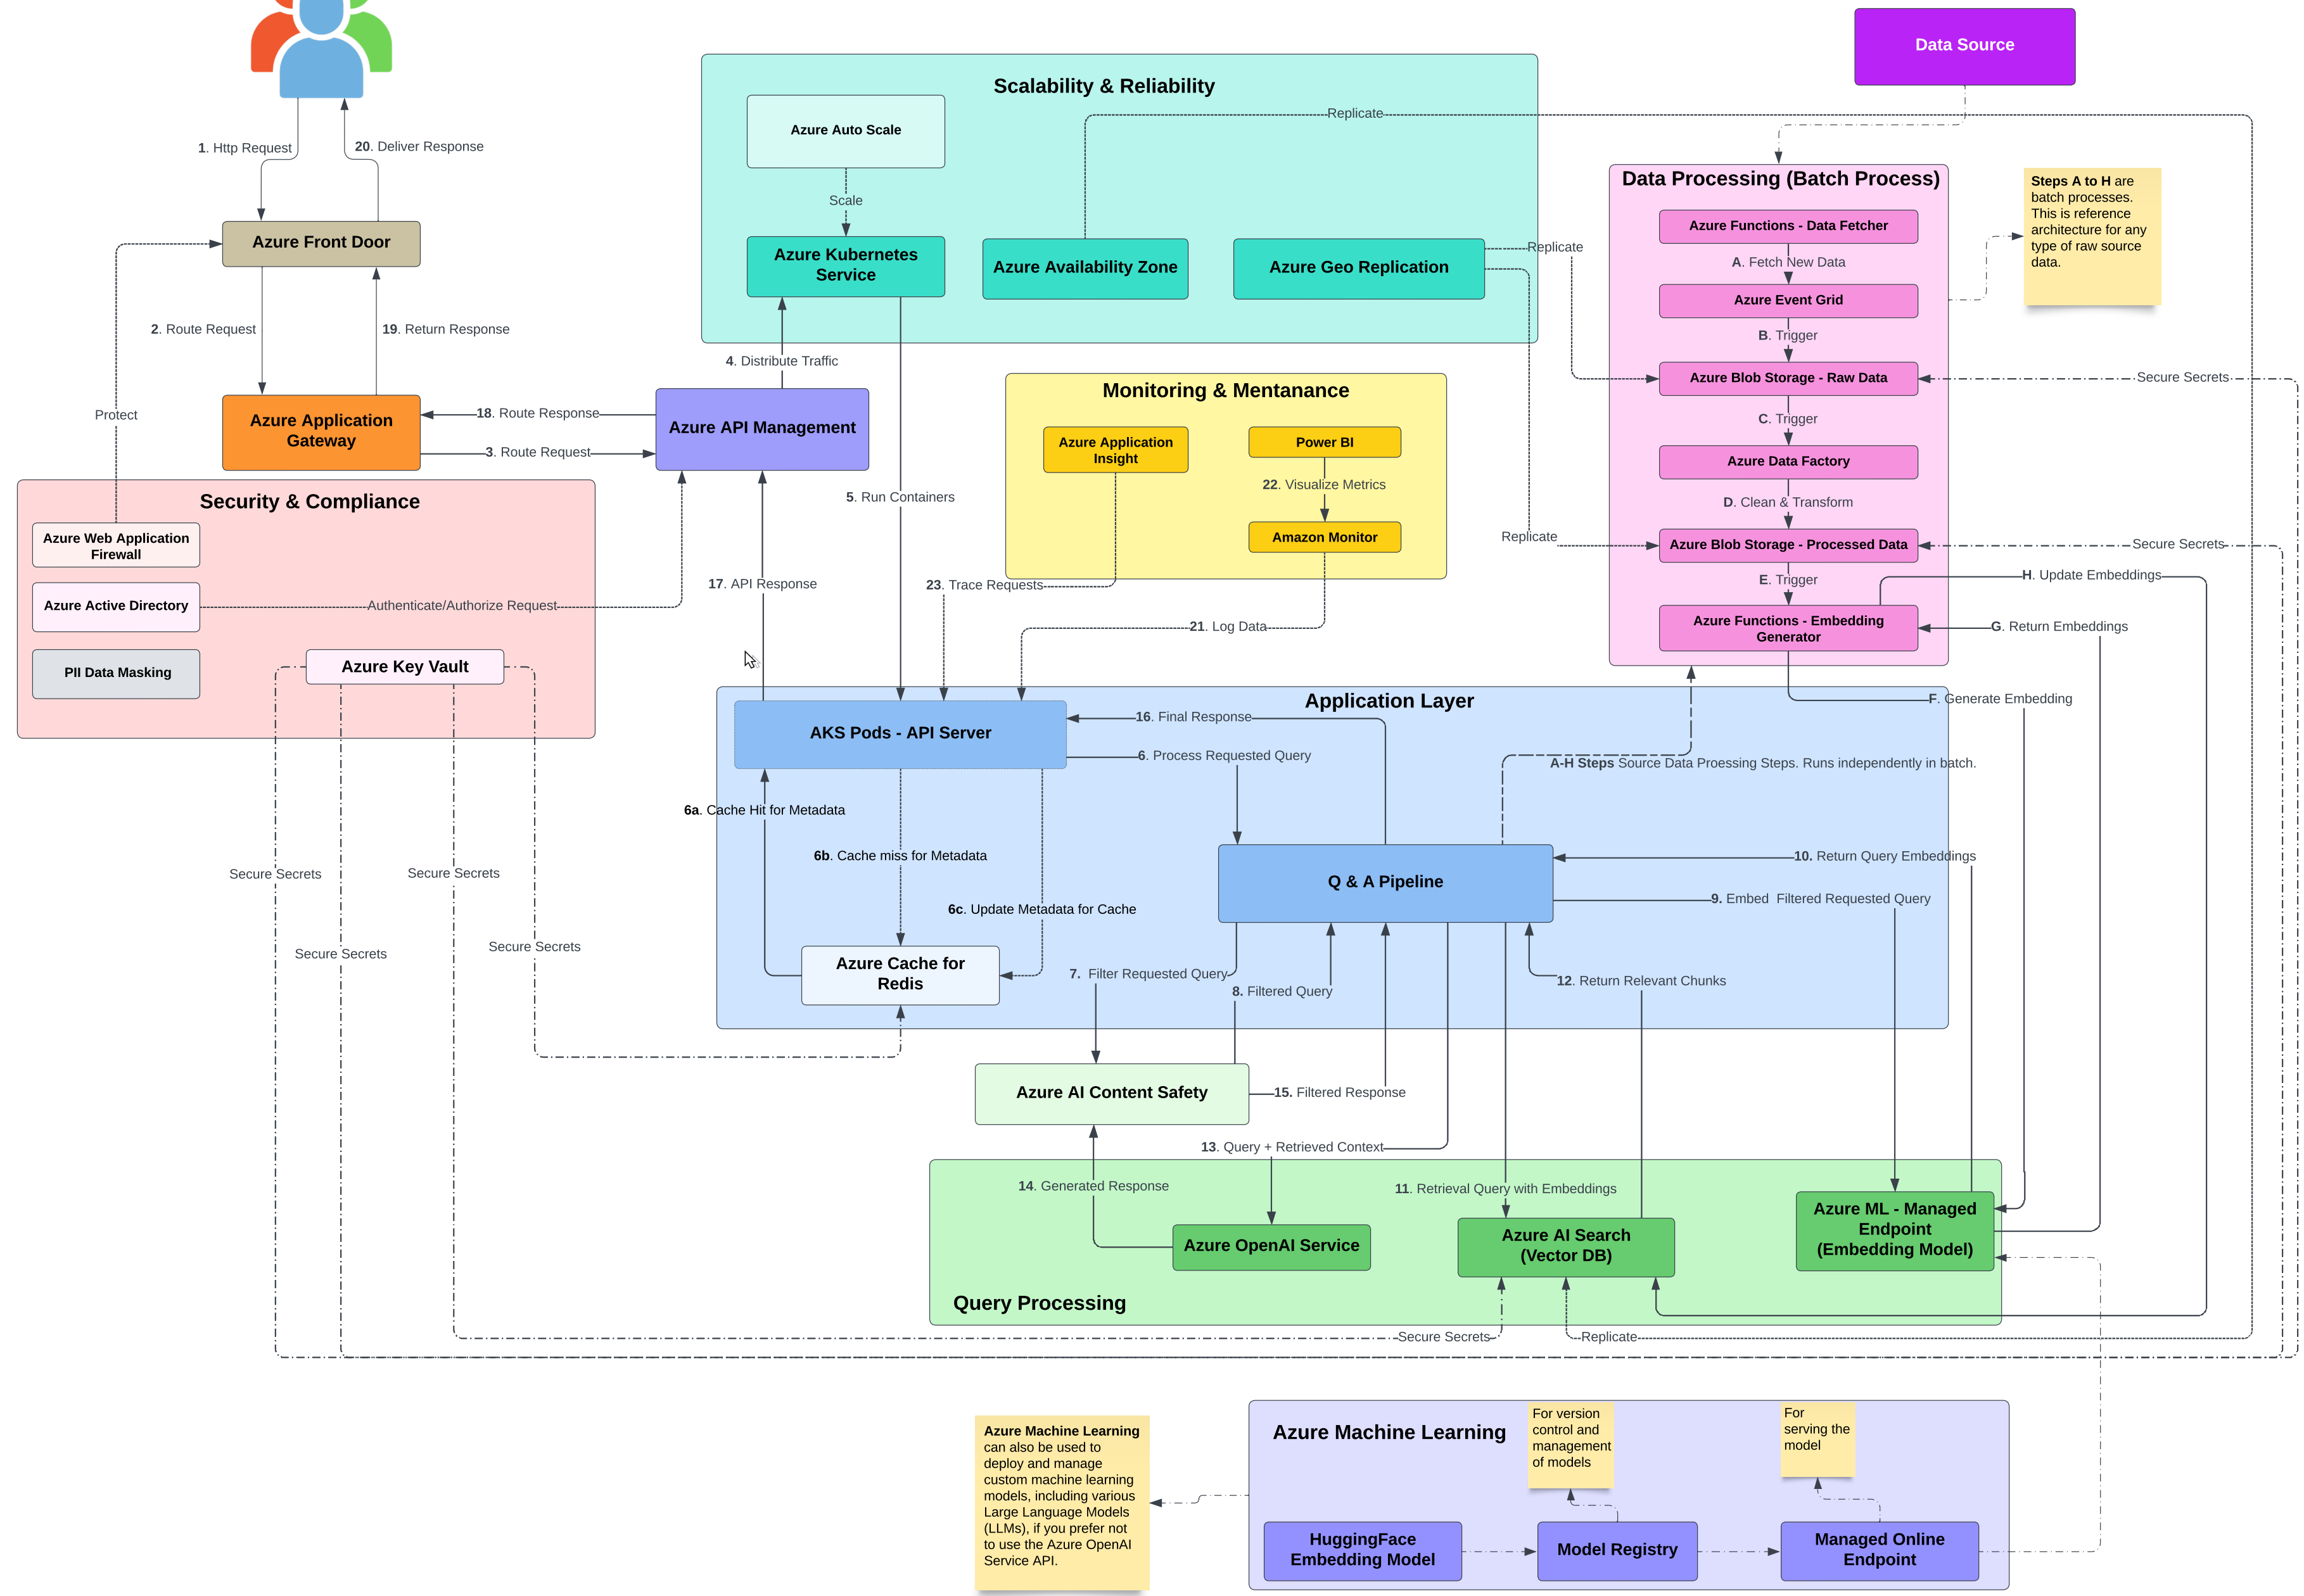 Data Source
Scalability & Reliability
Azure Auto Scale
Replicate
1. Http Request
20. Deliver Response
Scale
Data Processing (Batch Process)
Azure Functions - Data Fetcher
Steps A to H are
batch processes.
This is reference
architecture for any
type of raw source
data.
Azure Front Door
Azure Kubernetes
Service
Azure Availability Zone
Azure Geo Replication
Replicate
A. Fetch New Data
Azure Event Grid
2. Route Request
19. Return Response
B. Trigger
4. Distribute Traffic
Azure Blob Storage - Raw Data
Secure Secrets
Monitoring & Mentanance
Protect
Azure Application
Gateway
18. Route Response
3. Route Request
Azure API Management
C. Trigger
Azure Application
Insight
Power BI
Azure Data Factory
22. Visualize Metrics
5. Run Containers
D. Clean & Transform
Security & Compliance
Azure Web Application
Firewall
Amazon Monitor
Replicate
Azure Blob Storage - Processed Data
Secure Secrets
17. API Response
23. Trace Requests
E. Trigger
H. Update Embeddings
Azure Active Directory
Authenticate/Authorize Request
21. Log Data
Azure Functions - Embedding
Generator
G. Return Embeddings
PII Data Masking
Azure Key Vault
Application Layer
F. Generate Embedding
AKS Pods - API Server
16. Final Response
6. Process Requested Query
A-H Steps Source Data Proessing Steps. Runs independently in batch.
6a. Cache Hit for Metadata
6b. Cache miss for Metadata
10. Return Query Embeddings
Secure Secrets
Secure Secrets
Q & A Pipeline
9. Embed  Filtered Requested Query
6c. Update Metadata for Cache
Secure Secrets
Secure Secrets
Azure Cache for
Redis
7.  Filter Requested Query
8. Filtered Query
12. Return Relevant Chunks
Azure AI Content Safety
15. Filtered Response
13. Query + Retrieved Context
14. Generated Response
11. Retrieval Query with Embeddings
Azure OpenAI Service
Azure AI Search
(Vector DB)
Azure ML - Managed
Endpoint
(Embedding Model)
Query Processing
Secure Secrets
Replicate
Azure Machine Learning
can also be used to
deploy and manage
custom machine learning
models, including various
Large Language Models
(LLMs), if you prefer not
to use the Azure OpenAI
Service API.
Azure Machine Learning
For version
control and
management
of models
For
serving the
model
HuggingFace
Embedding Model
Model Registry
Managed Online
Endpoint